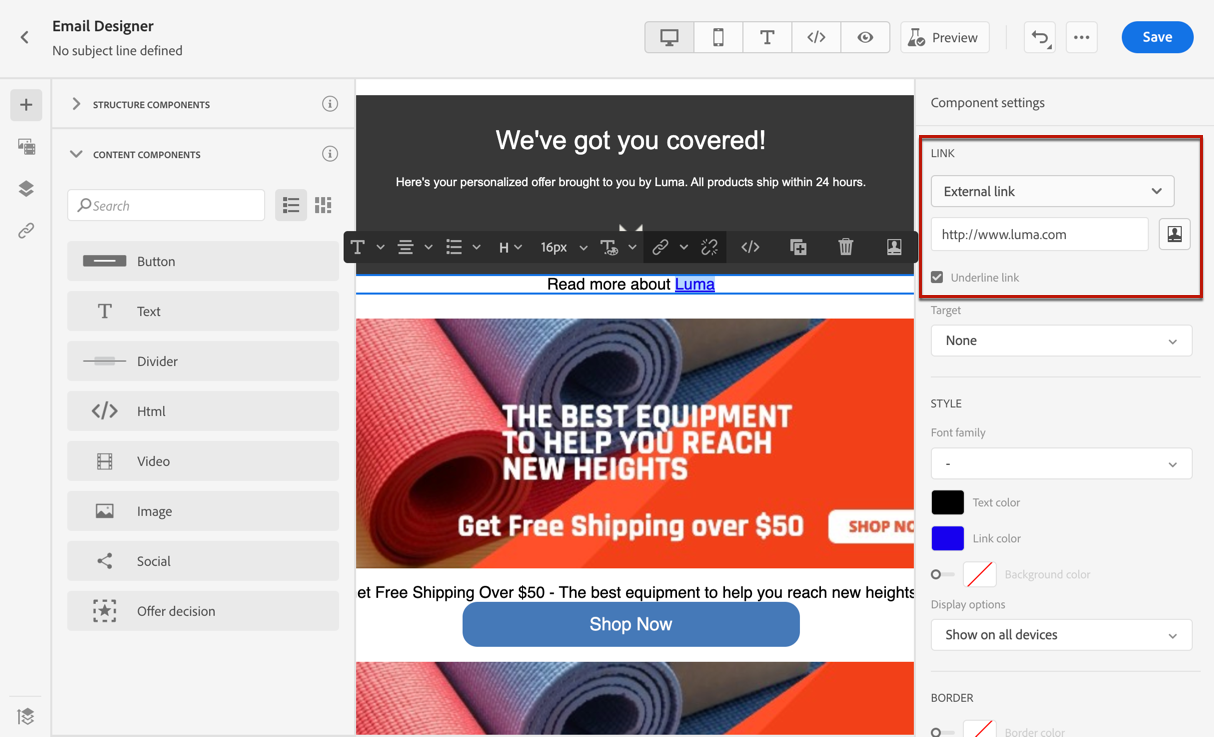 Email Designer
No subject line defined
Preview
Save
STRUCTURE COMPONENTS
CONTENT COMPONENTS
Search
Button
Text
Divider
Html
Video
Image
Social
Offer decision
We've got you covered!
Here's your personalized offer brought to you by Luma. All products ship within 24 hours.
H
16px
Read more about Luma
THE BEST EQUIPMENT
TO HELP YOU REACH
NEW HEIGHTS
Get Free Shipping over $50
SHOP NO
et Free Shipping Over $50 - The best equipment to help you reach new heights
Shop Now
Component settings
LINK
External link
http://www.luma.com
Underline link
Target
None
STYLE
Font family
-
Text color
Link color
Background color
Display options
Show on all devices
BORDER
Border color